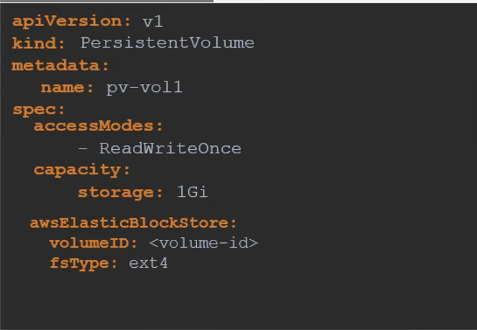 apiVersion: v1
kind: PersistentVolume
metadata:
name: pv-vol1
spec:
accessModes:
- ReadWriteOnce
capacity:
storage: 1Gi
awsElasticBlockStore:
volumeID: <volume-id>
fsType: ext4